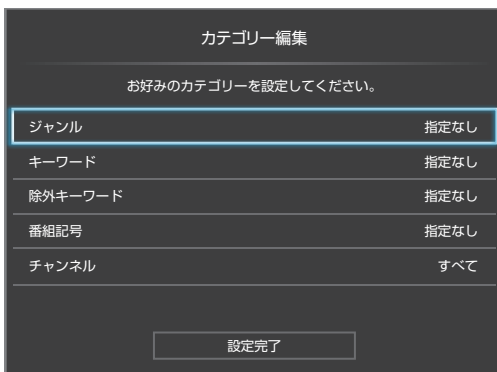 カテゴリー編集
お好みのカテゴリーを設定してください。
ジャンル 指定なし
キーワード 指定なし
除外キーワード 指定なし
番組記号 指定なし
チャンネル すべて
設定完了